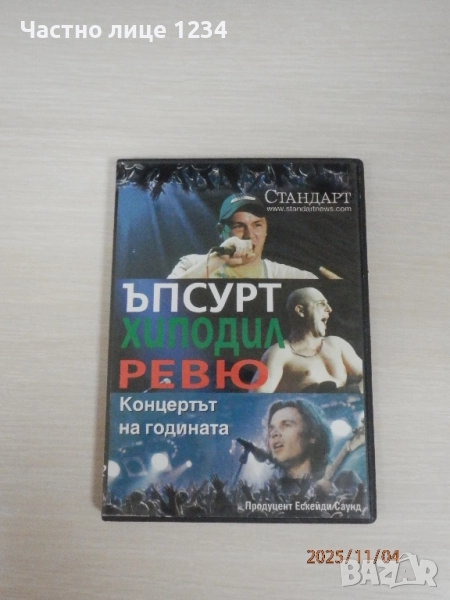 Частно лице 1234
СТАНДАРТ
www.standartnews.com
ЪПСУРТ
ХИПОДИЛ
РЕВЮ
Концертът
на годината
Продуцент Ескейди Саунд
2025/11/04
BAZAR